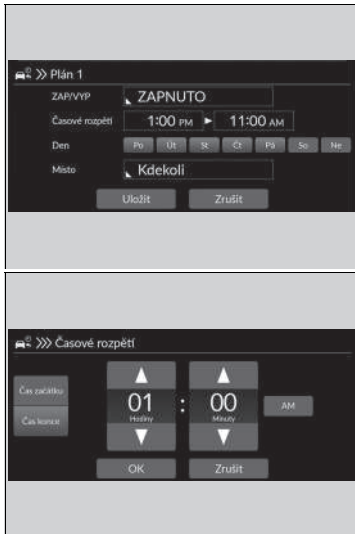 Plán 1
ZAP/VYP ZAPNUTO
Časové rozpětí 1:00 PM ► 11:00 AM
Den Po Út St Čt Pá So Ne
Místo Kdekoli
Uložit Zrušit
Časové rozpětí
Čas začátku
01 : 00 AM
Hodiny Minuty
Čas konce
OK Zrušit